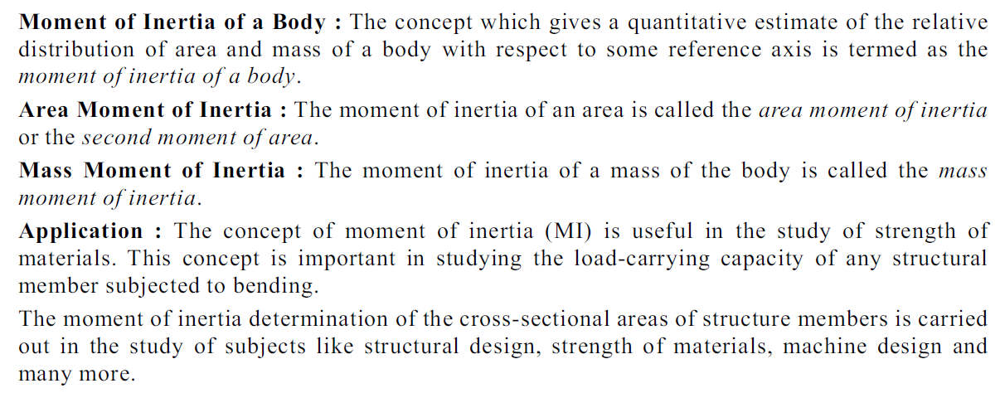 Moment of Inertia of a Body : The concept which gives a quantitative estimate of the relative
distribution of area and mass of a body with respect to some reference axis is termed as the
moment of inertia of a body.
Area Moment of Inertia : The moment of inertia of an area is called the area moment of inertia
or the second moment of area.
Mass Moment of Inertia : The moment of inertia of a mass of the body is called the mass
moment of inertia.
Application : The concept of moment of inertia (MI) is useful in the study of strength of
materials. This concept is important in studying the load-carrying capacity of any structural
member subjected to bending.
The moment of inertia determination of the cross-sectional areas of structure members is carried
out in the study of subjects like structural design, strength of materials, machine design and
many more.